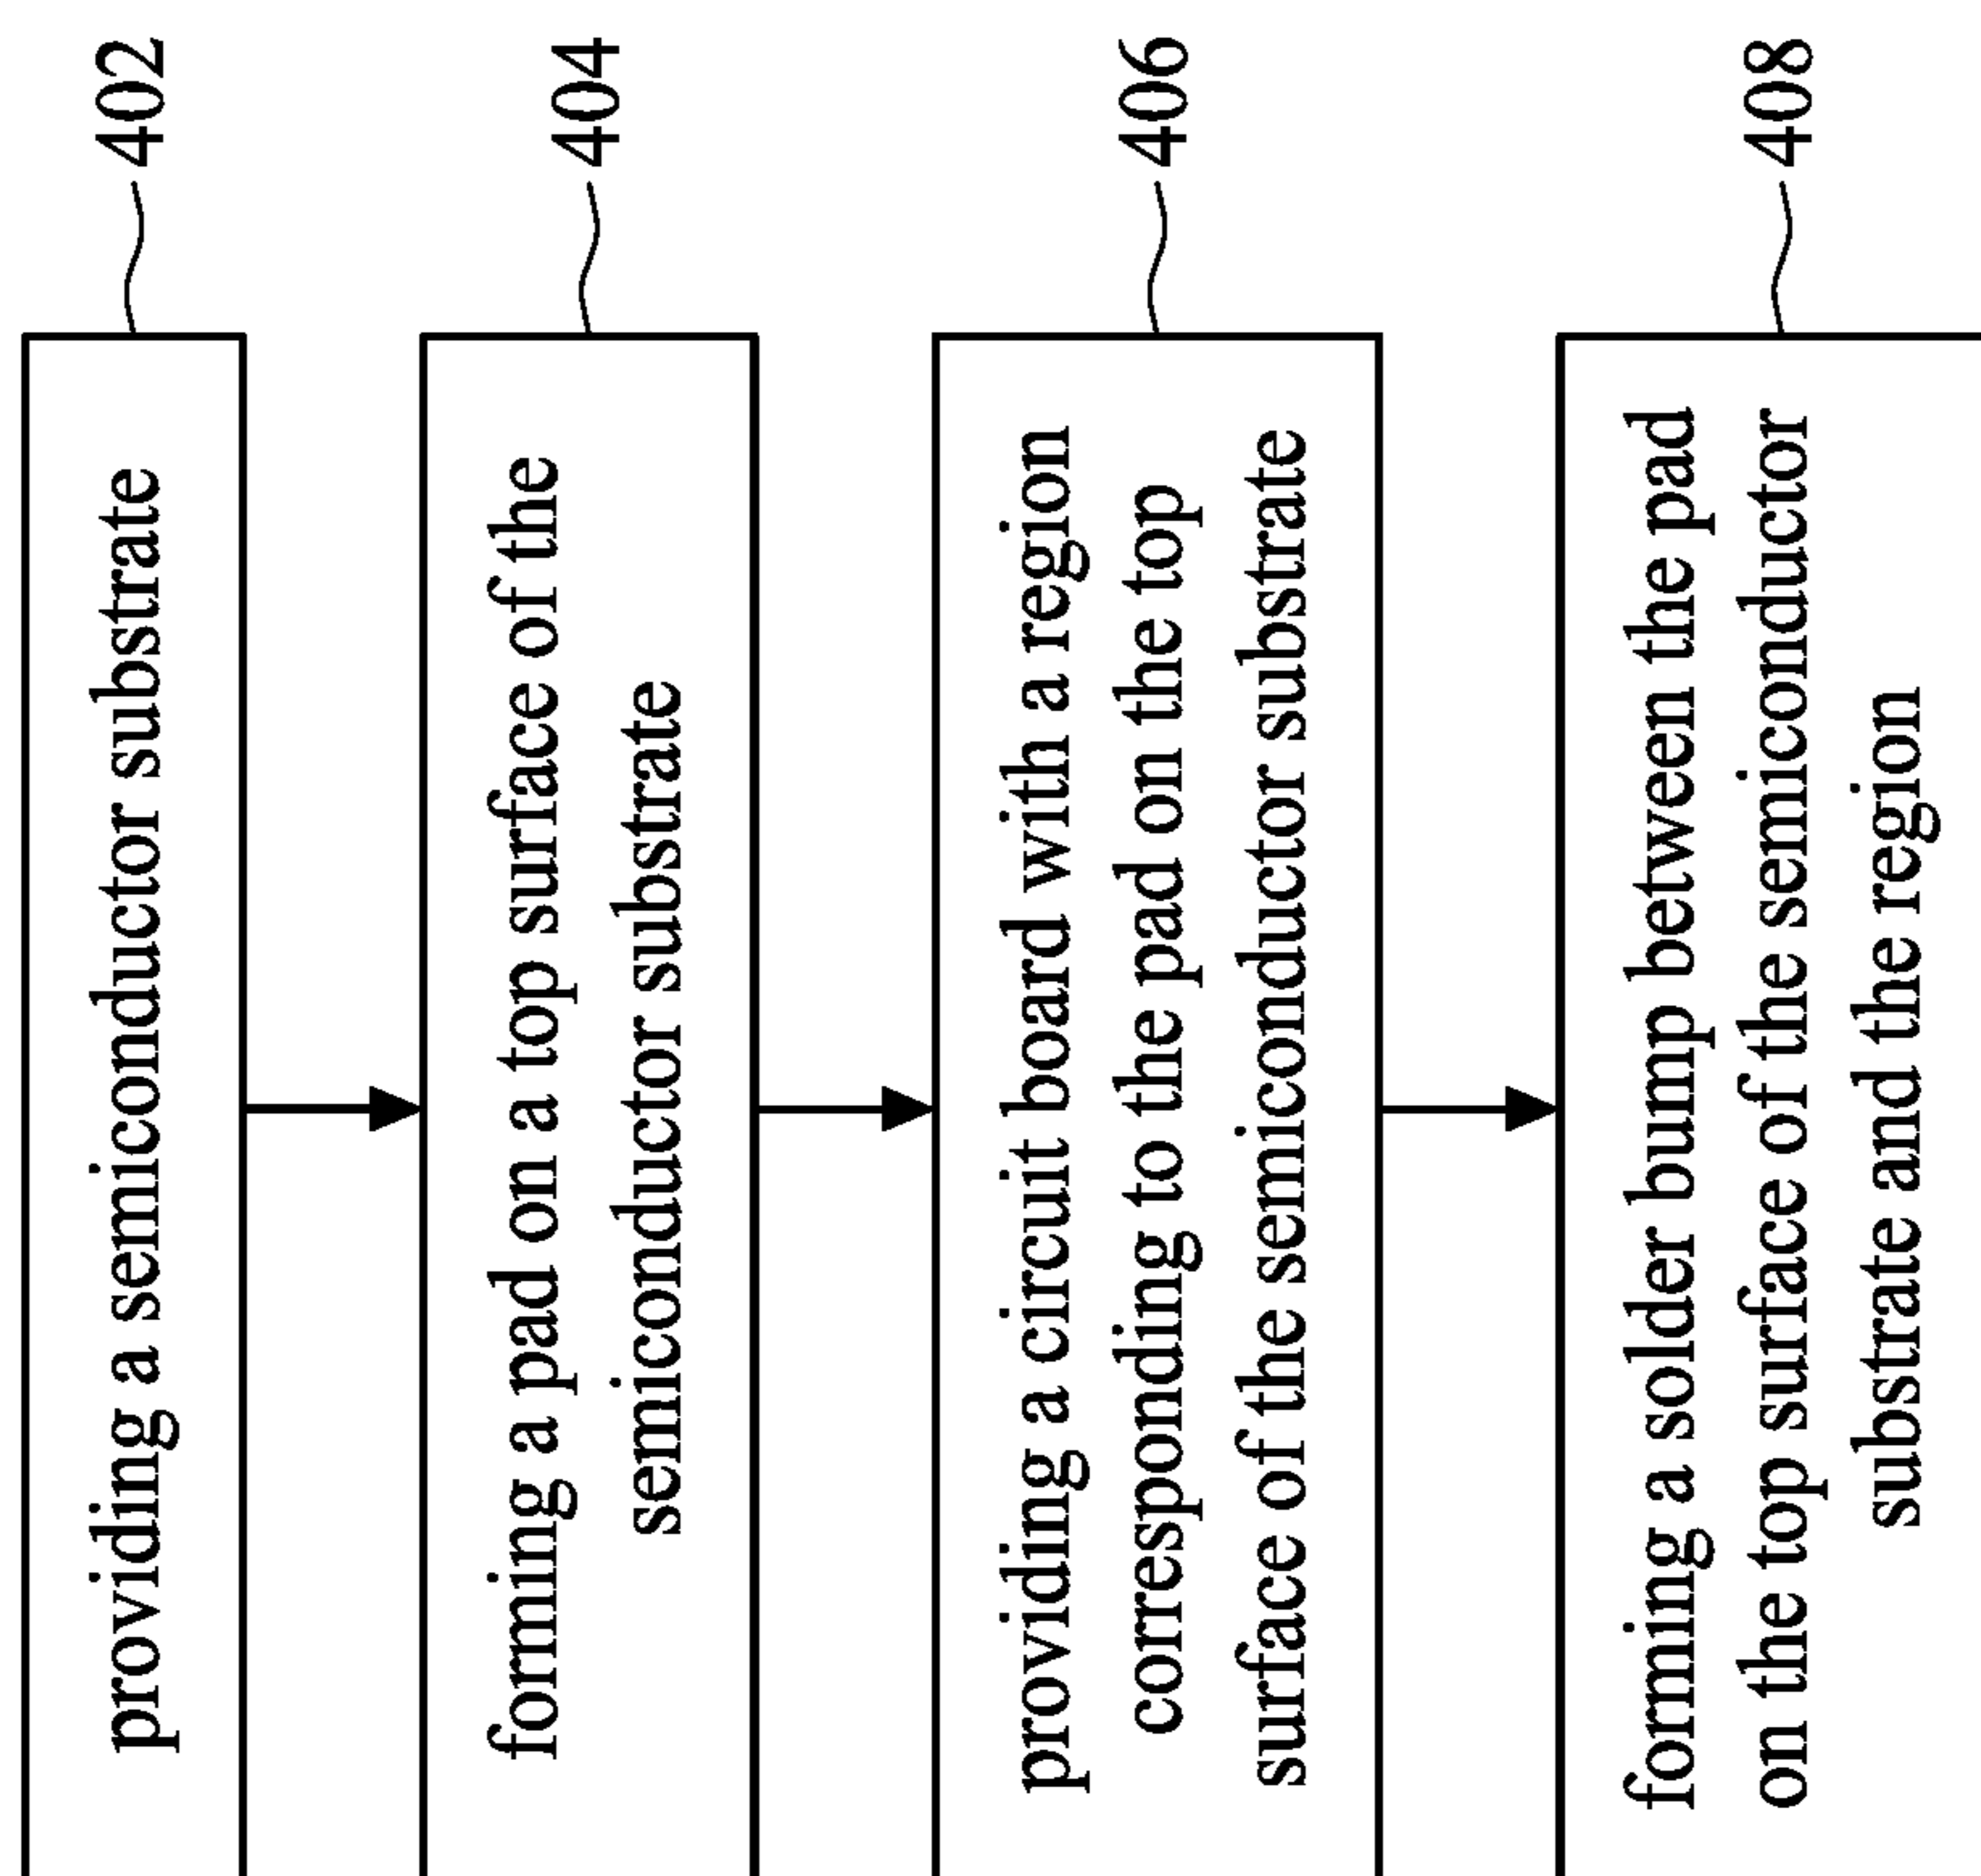 providing a semiconductor substrate
402
forming a pad on a top surface of the
semiconductor substrate
404
providing a circuit board with a region
corresponding to the pad on the top
surface of the semiconductor substrate
406
forming a solder bump between the pad
on the top surface of the semiconductor
substrate and the region
408